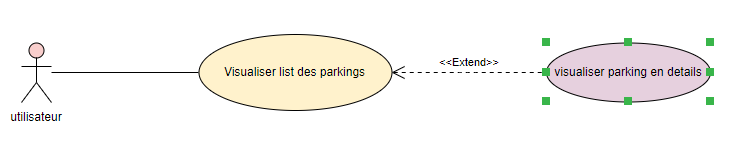 <<Extend>>
Visualiser list des parkings
visualiser parking en details
utilisateur